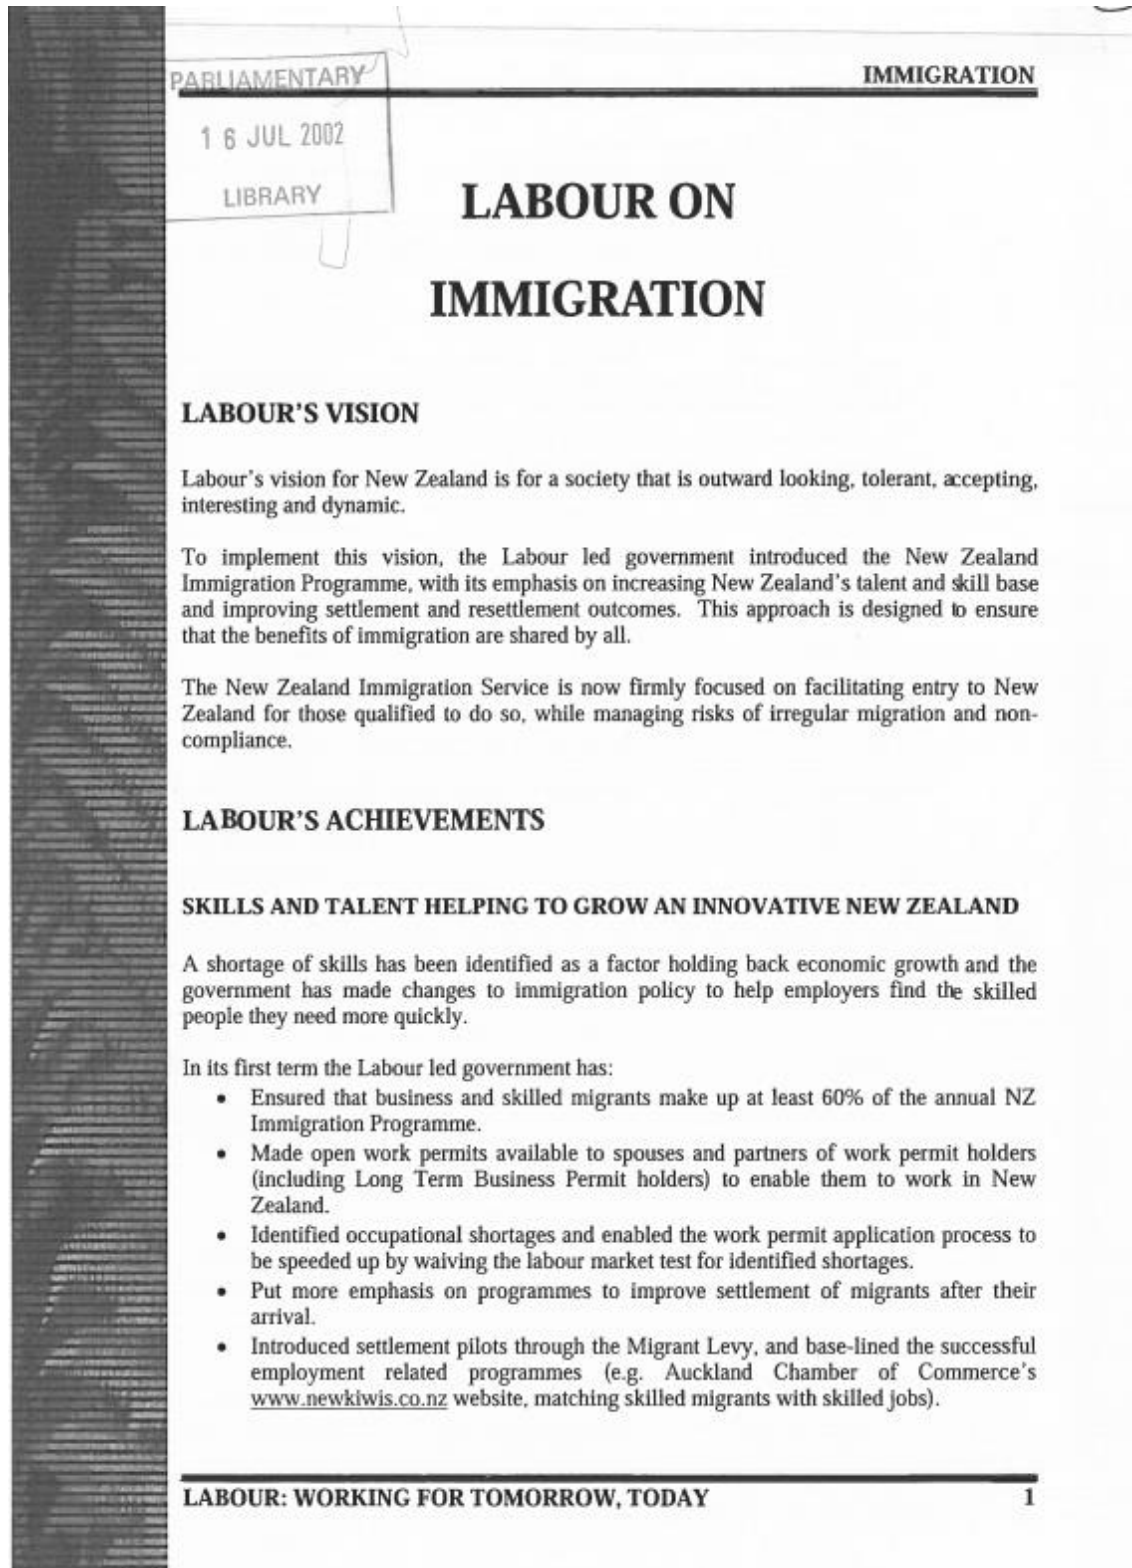 PARLIAMENTARY
16 JUL 2002
LIBRARY
IMMIGRATION
LABOUR ON
IMMIGRATION
LABOUR'S VISION
Labour's vision for New Zealand is for a society that is outward looking, tolerant, accepting,
interesting and dynamic.
To implement this vision, the Labour led government introduced the New Zealand
Immigration Programme, with its emphasis on increasing New Zealand's talent and skill base
and improving settlement and resettlement outcomes. This approach is designed to ensure
that the benefits of immigration are shared by all.
The New Zealand Immigration Service is now firmly focused on facilitating entry to New
Zealand for those qualified to do so, while managing risks of irregular migration and non-
compliance.
LABOUR'S ACHIEVEMENTS
SKILLS AND TALENT HELPING TO GROW AN INNOVATIVE NEW ZEALAND
A shortage of skills has been identified as a factor holding back economic growth and the
government has made changes to immigration policy to help employers find the skilled
people they need more quickly.
In its first term the Labour led government has:
• Ensured that business and skilled migrants make up at least 60% of the annual NZ
Immigration Programme.
• Made open work permits available to spouses and partners of work permit holders
(including Long Term Business Permit holders) to enable them to work in New
Zealand.
• Identified occupational shortages and enabled the work permit application process to
be speeded up by waiving the labour market test for identified shortages.
• Put more emphasis on programmes to improve settlement of migrants after their
arrival.
• Introduced settlement pilots through the Migrant Levy, and base-lined the successful
employment related programmes (e.g. Auckland Chamber of Commerce's
www.newkiwis.co.nz website, matching skilled migrants with skilled jobs).
LABOUR: WORKING FOR TOMORROW, TODAY 1